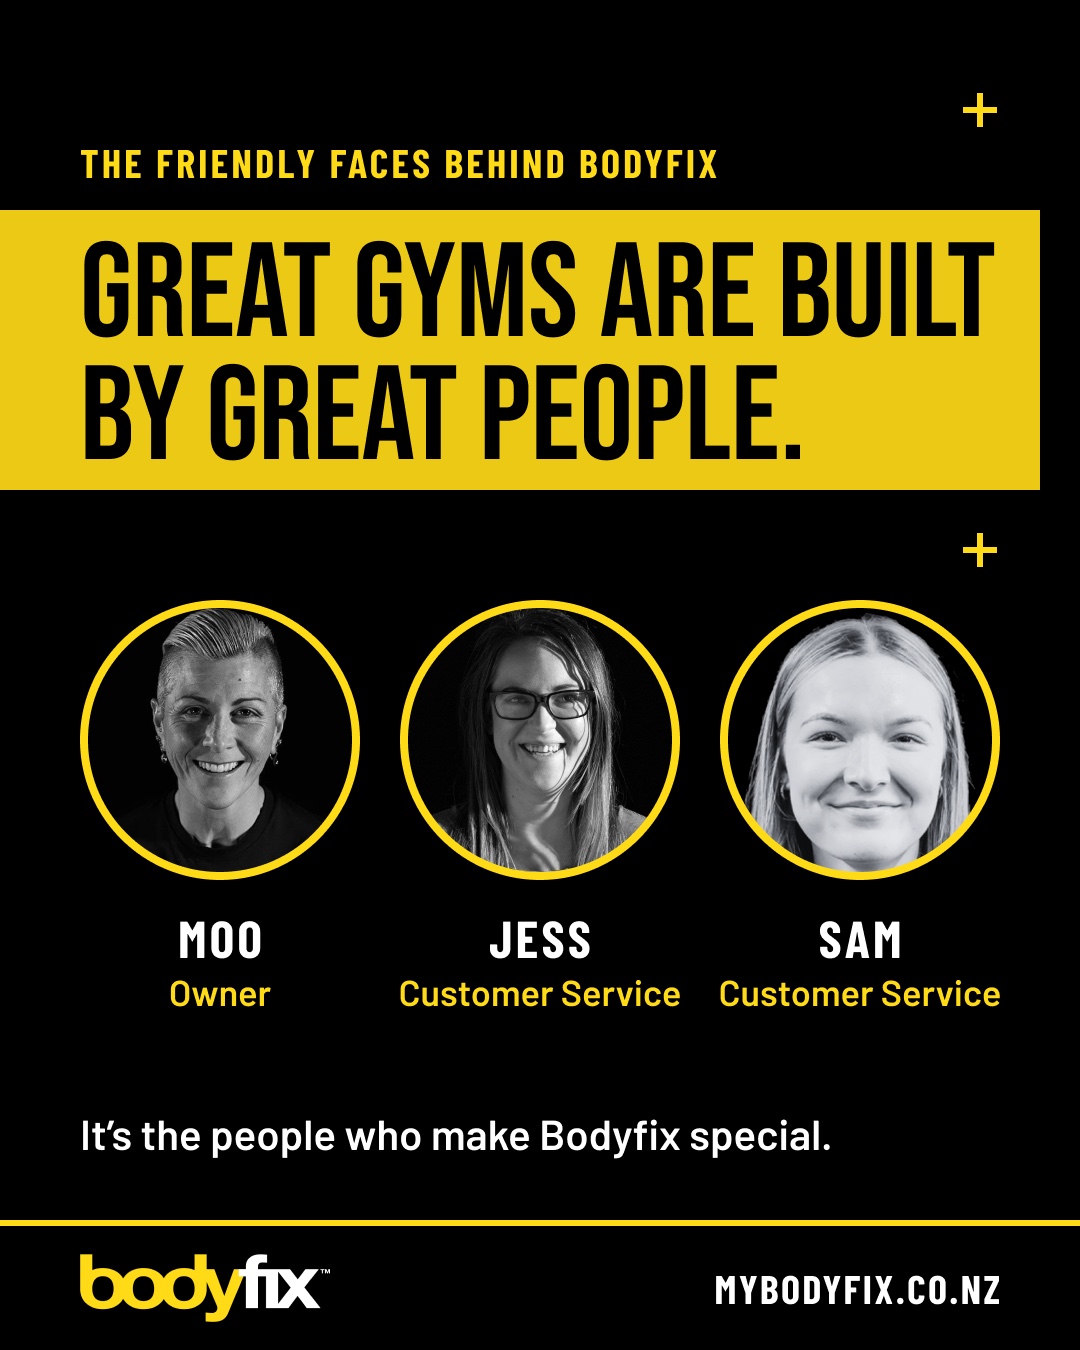 THE FRIENDLY FACES BEHIND BODYFIX
GREAT GYMS ARE BUILT
BY GREAT PEOPLE.
MOO
Owner
JESS
Customer Service
SAM
Customer Service
It’s the people who make Bodyfix special.
bodyfix™
MYBODYFIX.CO.NZ